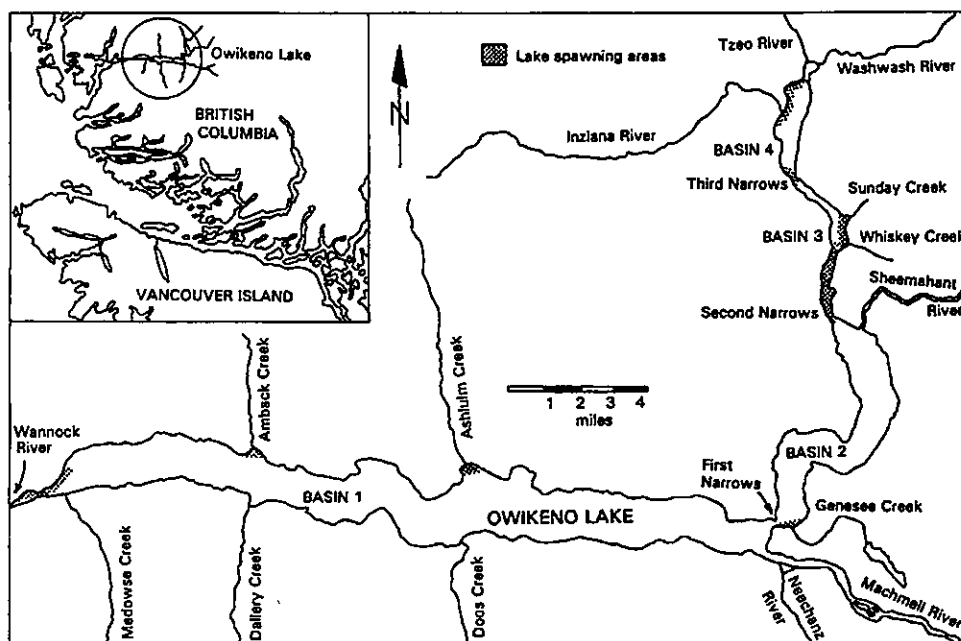 Owikeno Lake
BRITISH
COLUMBIA
VANCOUVER ISLAND
N
Lake spawning areas
Tzeo River
Washwash River
Inziana River
BASIN 4
Third Narrows
Sunday Creek
BASIN 3
Whiskey Creek
Sheemahant
River
Second Narrows
Amback Creek
Ashlulm Creek
1 2 3 4
miles
Wannock
River
BASIN 1
BASIN 2
First
Narrows
Genesee Creek
OWIKENO LAKE
Medowse Creek
Dallery Creek
Doos Creek
Neechanz
River
Machmell River